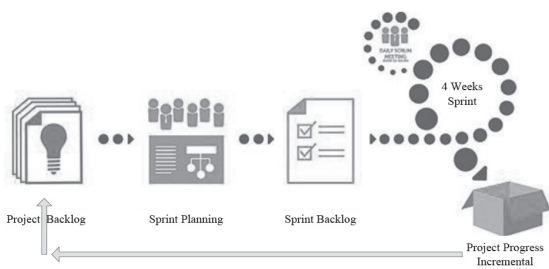 DAILY SCRUM
MEETING
4 Weeks
Sprint
Project Backlog
Sprint Planning
Sprint Backlog
Project Progress
Incremental